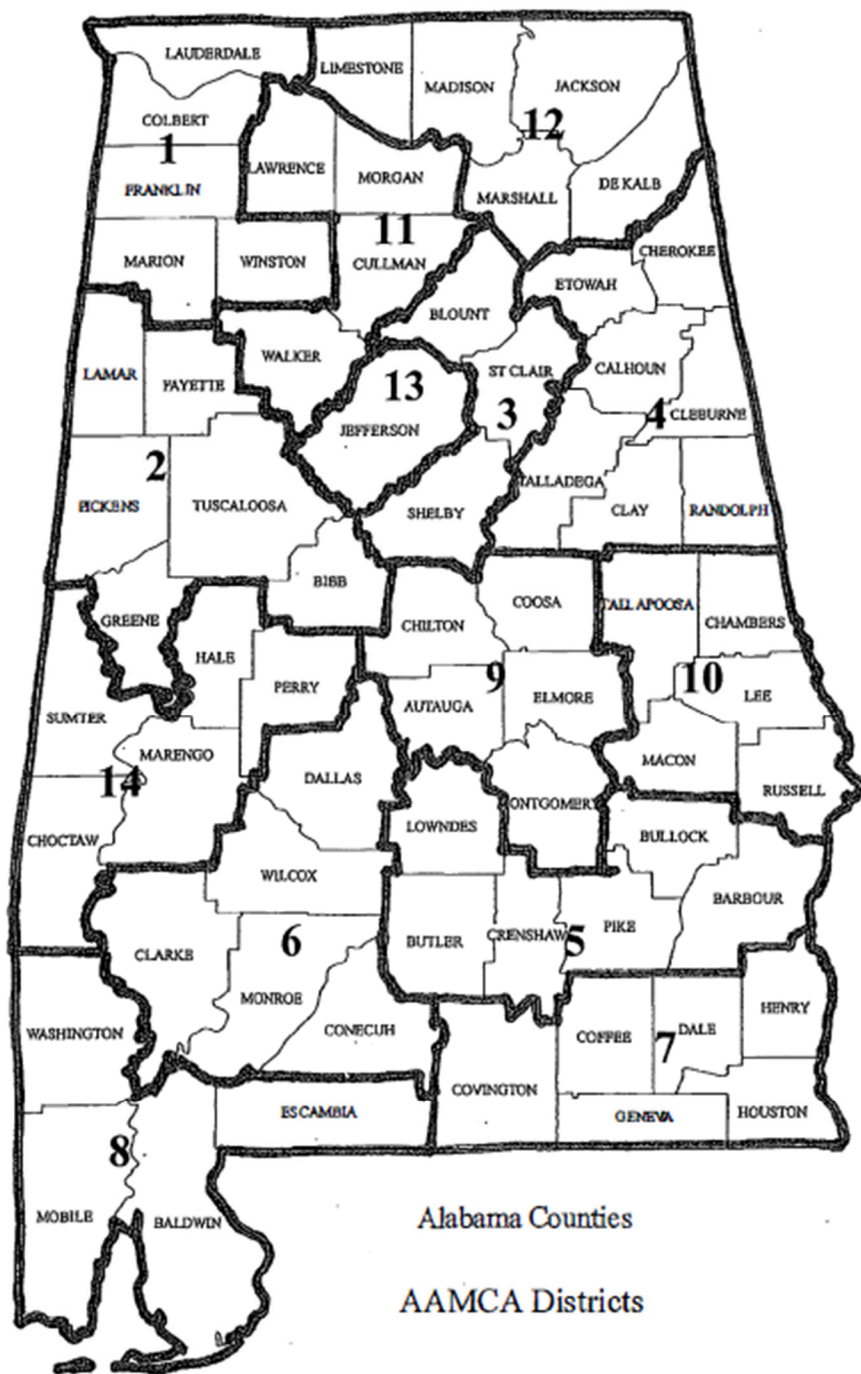 LAUDERDALE
LIMESTONE
MADISON
JACKSON
COLBERT
12
1
LAWRENCE
MORGAN
FRANKLIN
MARSHALL
DE KALB
11
CHEROKEE
MARION
WINSTON
CULLMAN
ETOWAH
BLOUNT
WALKER
ST CLAIR
CALHOUN
LAMAR
FAYETTE
13
3
4
CLEBURNE
JEFFERSON
2
TALLADEGA
PICKENS
TUSCALOOSA
SHELBY
CLAY
RANDOLPH
BIBB
COOSA
TALLAPOOSA
GREENE
CHILTON
CHAMBERS
HALE
9
10
PERRY
LEE
SUMTER
AUTAUGA
ELMORE
MARENGO
MACON
14
DALLAS
RUSSELL
MONTGOMERY
LOWNDES
CHOCTAW
BULLOCK
WILCOX
BARBOUR
6
BUTLER
CRENSHAW
5
PIKE
CLARKE
MONROE
WASHINGTON
CONECUH
COFFEE
DALE
HENRY
7
COVINGTON
ESCAMBIA
GENEVA
HOUSTON
8
MOBILE
BALDWIN
Alabama Counties
AAMCA Districts